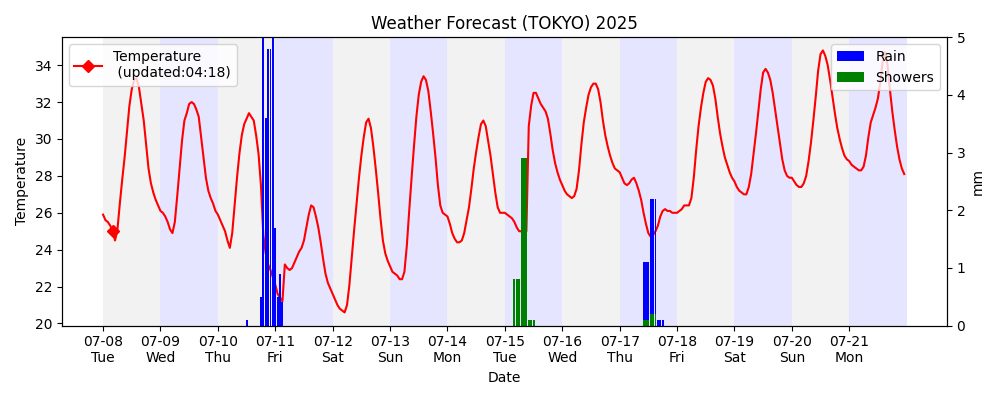 Weather Forecast (TOKYO) 2025
Temperature
(updated:04:18)
Rain
Showers
Temperature
34
32
30
28
26
24
22
20
5
4
3
2
1
0
mm
07-08 07-09 07-10 07-11 07-12 07-13 07-14 07-15 07-16 07-17 07-18 07-19 07-20 07-21
Tue Wed Thu Fri Sat Sun Mon Tue Wed Thu Fri Sat Sun Mon
Date